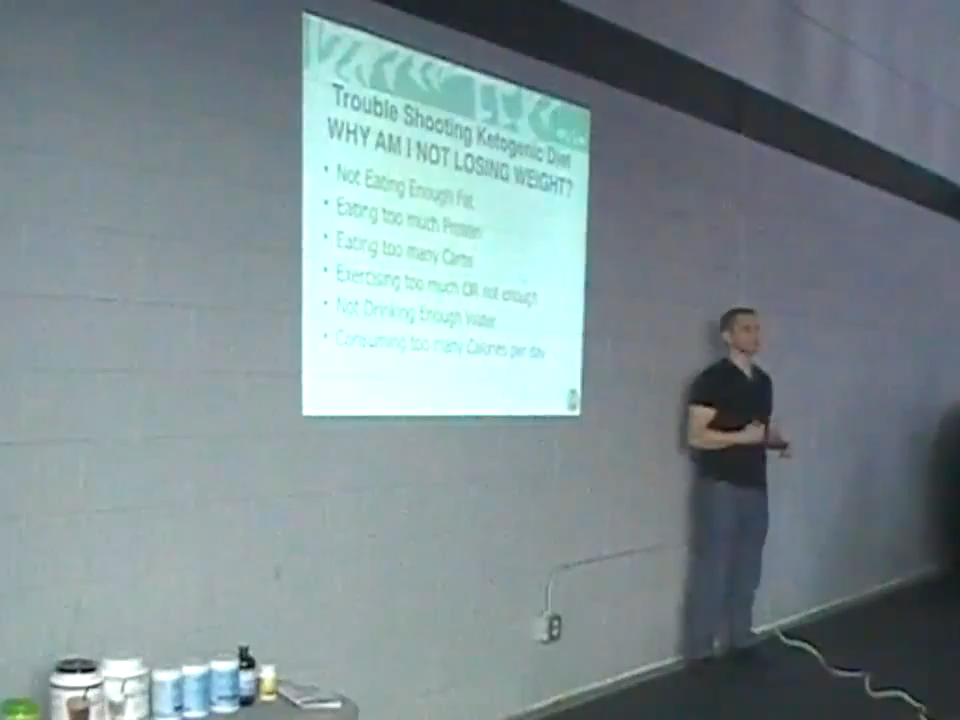 Trouble Shooting Ketogenic Diet
WHY AM I NOT LOSING WEIGHT?
• Not Eating Enough Fat
• Eating too much Protein
• Eating too many Carbs
• Exercising too much OR not enough
• Not Drinking Enough Water
• Consuming too many Calories per day